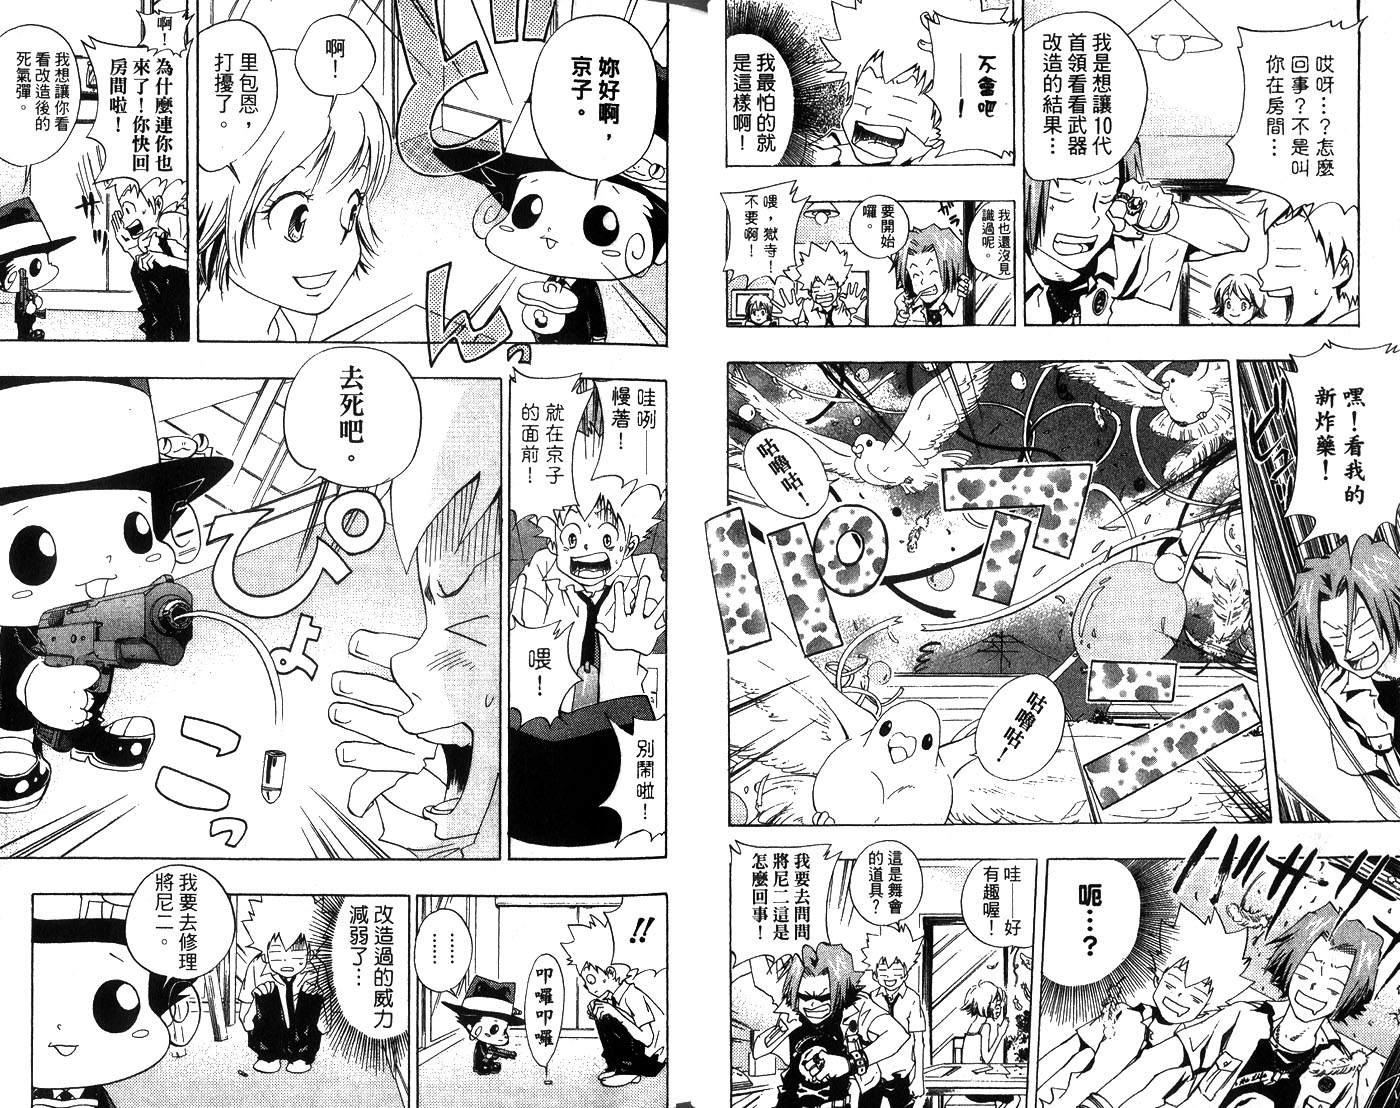 哎呀…?怎麼
回事?不是叫
你在房間…
我是想讓10代
首領看看武器
改造的結果…
不會吧
——!
我最怕的就
是這樣啊!
我也還沒見
識過呢。
ガラ
要開始
囉。
喂,獄寺!
不要啊!
嘿!看我的
新炸藥!
咕嚕咕!
咕嚕咕!
呃…?
哇——好
有趣喔!
這是舞會
的道具?
我要去問問
將尼二這是
怎麼回事!
妳好啊,
京子。
啊!
里包恩,
打擾了。
啊!
為什麼連你也
來了!你快回
房間啦!
我想讓你看
看改造後的
死氣彈。
哇咧——
慢著!
就在京子
的面前!
喂!
別鬧啦!
去死吧。
ぴょこっ
!!
叩囉叩囉
………
………
改造過的威力
減弱了…
我要去修理
將尼二。